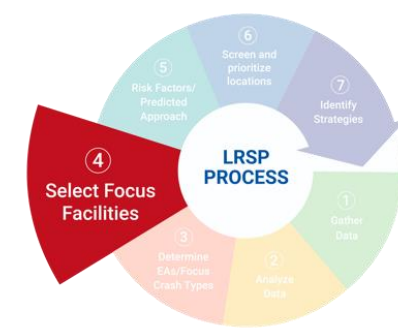 LRSP
PROCESS
①
Gather
Data
②
Analyze
Data
③
Determine
EAs/Focus
Crash Types
④
Select Focus
Facilities
⑤
Risk Factors/
Predicted
Approach
⑥
Screen and
prioritize
locations
⑦
Identify
Strategies